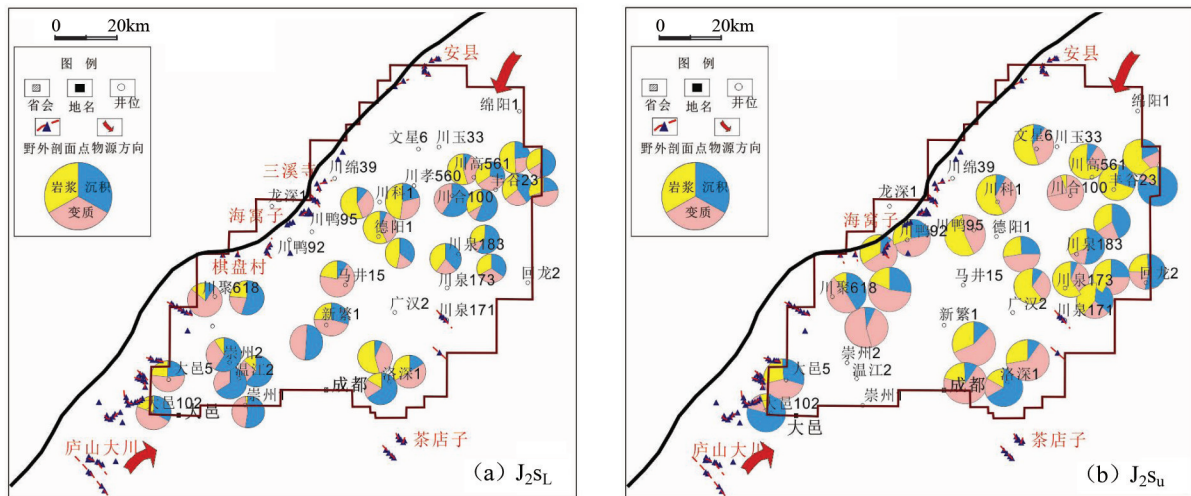 0 20km
安县
图 例
省会 地名 井位
野外剖面点物源方向
岩浆 沉积
变质
绵阳1
文星6 川玉33
川绵39
三溪寺
川高561
川孝560 丰谷23
龙深1 川科1 川合100
海窝子
川鸭95 德阳1
川鸭92 川泉183
棋盘村
马井15 川泉173 回龙2
川聚618
广汉2 川泉171
新繁1
崇州2
大邑5 温江2 洛深1
崇州 成都
大邑102 大邑
庐山大川 茶店子
(a) J₂s_L
0 20km
安县
图 例
省会 地名 井位
野外剖面点物源方向
岩浆 沉积
变质
绵阳1
文星6 川玉33
川绵39
川高561
丰谷23
龙深1 川科1 川合100
海窝子
川鸭95 德阳1
川鸭92 川泉183
马井15 川泉173 回龙2
川聚618
广汉2 川泉171
新繁1
崇州2
大邑5 温江2 洛深1
崇州 成都
大邑102 大邑
庐山大川 茶店子
(b) J₂s_u